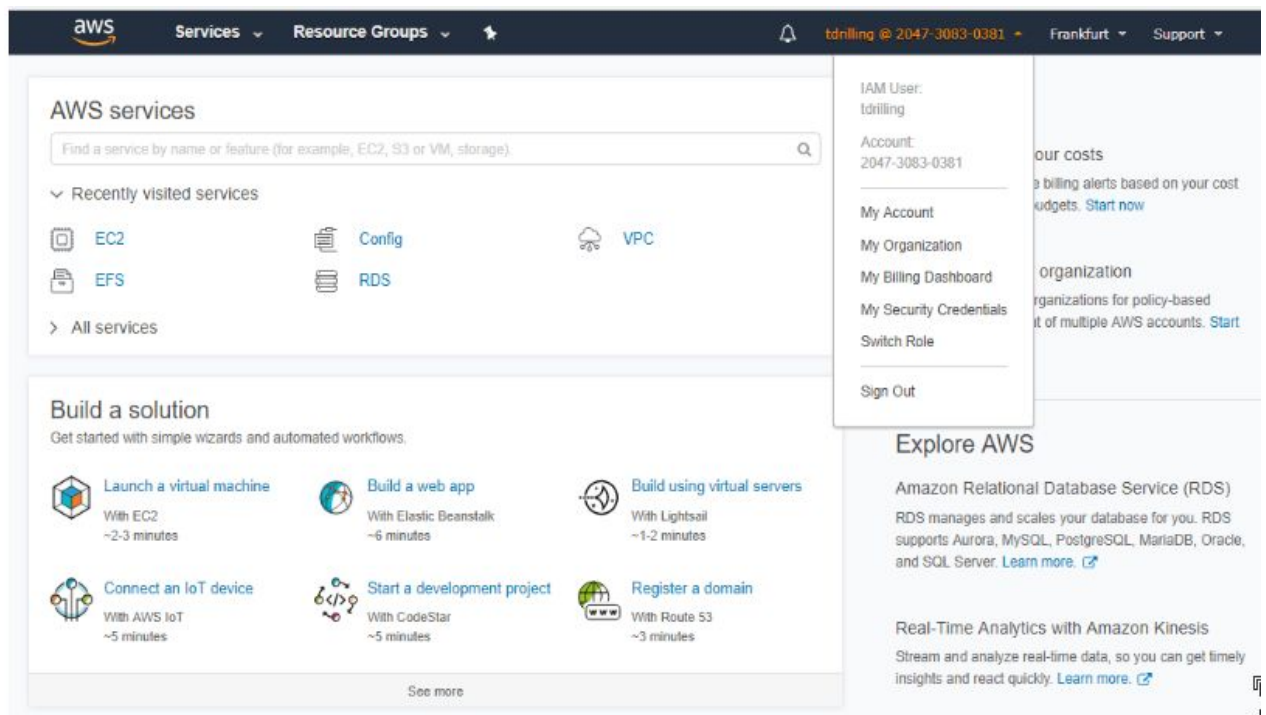 aws
Services
Resource Groups
tdrilling @ 2047-3083-0381
Frankfurt
Support
IAM User:
tdrilling
Account:
2047-3083-0381
My Account
My Organization
My Billing Dashboard
My Security Credentials
Switch Role
Sign Out
AWS services
Find a service by name or feature (for example, EC2, S3 or VM, storage).
Recently visited services
EC2
Config
VPC
EFS
RDS
All services
our costs
billing alerts based on your cost
udgets. Start now
organization
rganizations for policy-based
t of multiple AWS accounts. Start
Build a solution
Get started with simple wizards and automated workflows.
Launch a virtual machine
With EC2
~2-3 minutes
Build a web app
With Elastic Beanstalk
~6 minutes
Build using virtual servers
With Lightsail
~1-2 minutes
Connect an IoT device
With AWS IoT
~5 minutes
Start a development project
With CodeStar
~5 minutes
Register a domain
www
With Route 53
~3 minutes
See more
Explore AWS
Amazon Relational Database Service (RDS)
RDS manages and scales your database for you. RDS
supports Aurora, MySQL, PostgreSQL, MariaDB, Oracle,
and SQL Server. Learn more.
Real-Time Analytics with Amazon Kinesis
Stream and analyze real-time data, so you can get timely
insights and react quickly. Learn more.